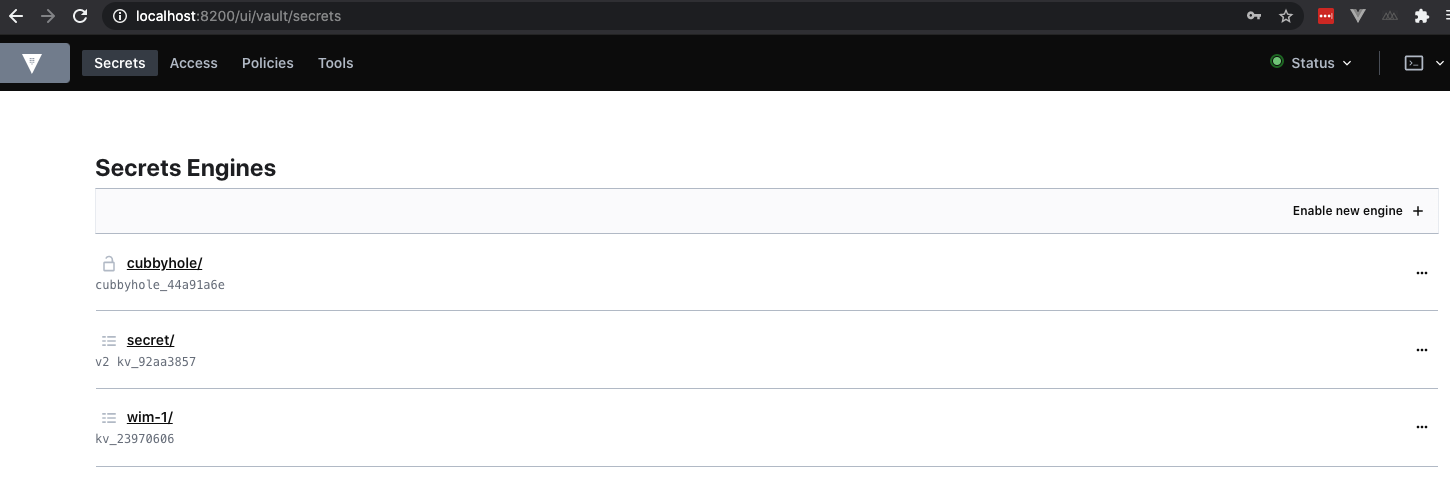 localhost:8200/ui/vault/secrets
Secrets Access Policies Tools Status
Secrets Engines
Enable new engine
cubbyhole/
cubbyhole_44a91a6e
secret/
v2 kv_92aa3857
wim-1/
kv_23970606